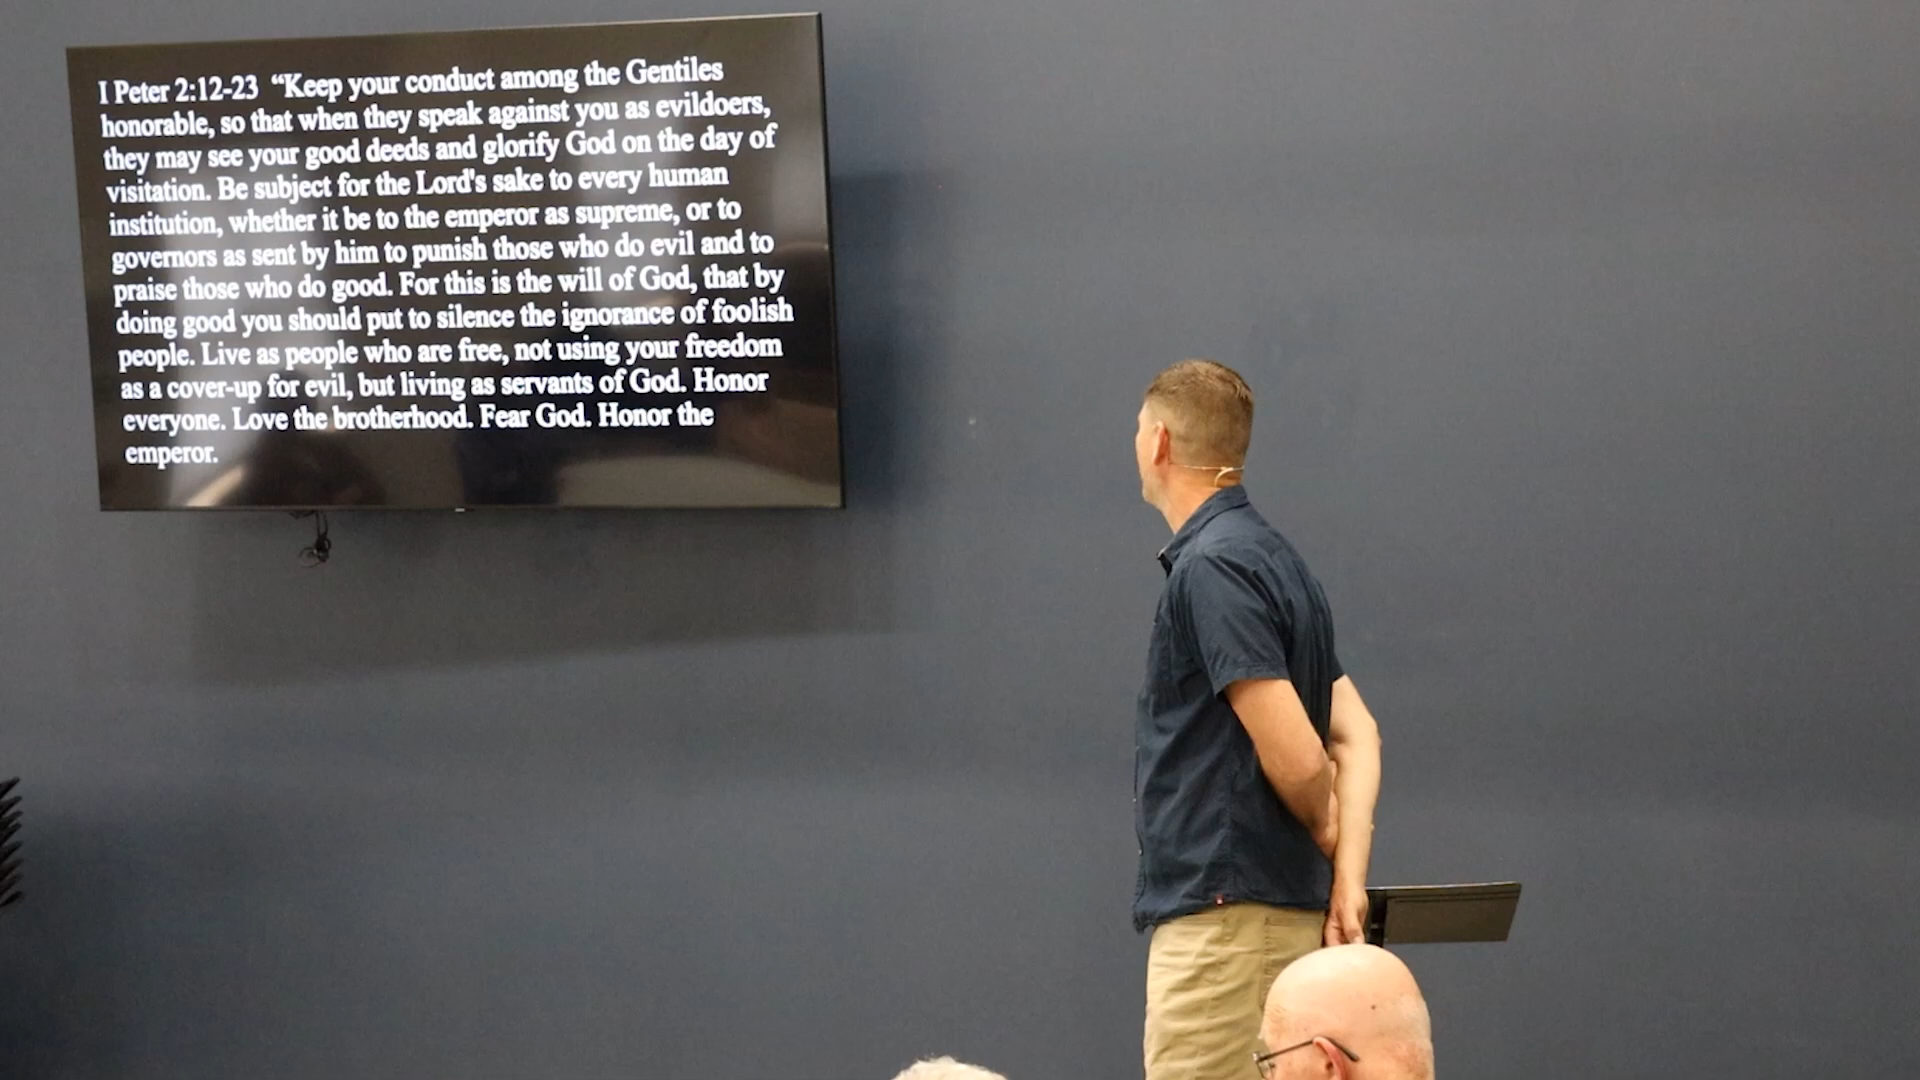 I Peter 2:12-23  “Keep your conduct among the Gentiles
honorable, so that when they speak against you as evildoers,
they may see your good deeds and glorify God on the day of
visitation. Be subject for the Lord's sake to every human
institution, whether it be to the emperor as supreme, or to
governors as sent by him to punish those who do evil and to
praise those who do good. For this is the will of God, that by
doing good you should put to silence the ignorance of foolish
people. Live as people who are free, not using your freedom
as a cover-up for evil, but living as servants of God. Honor
everyone. Love the brotherhood. Fear God. Honor the
emperor.